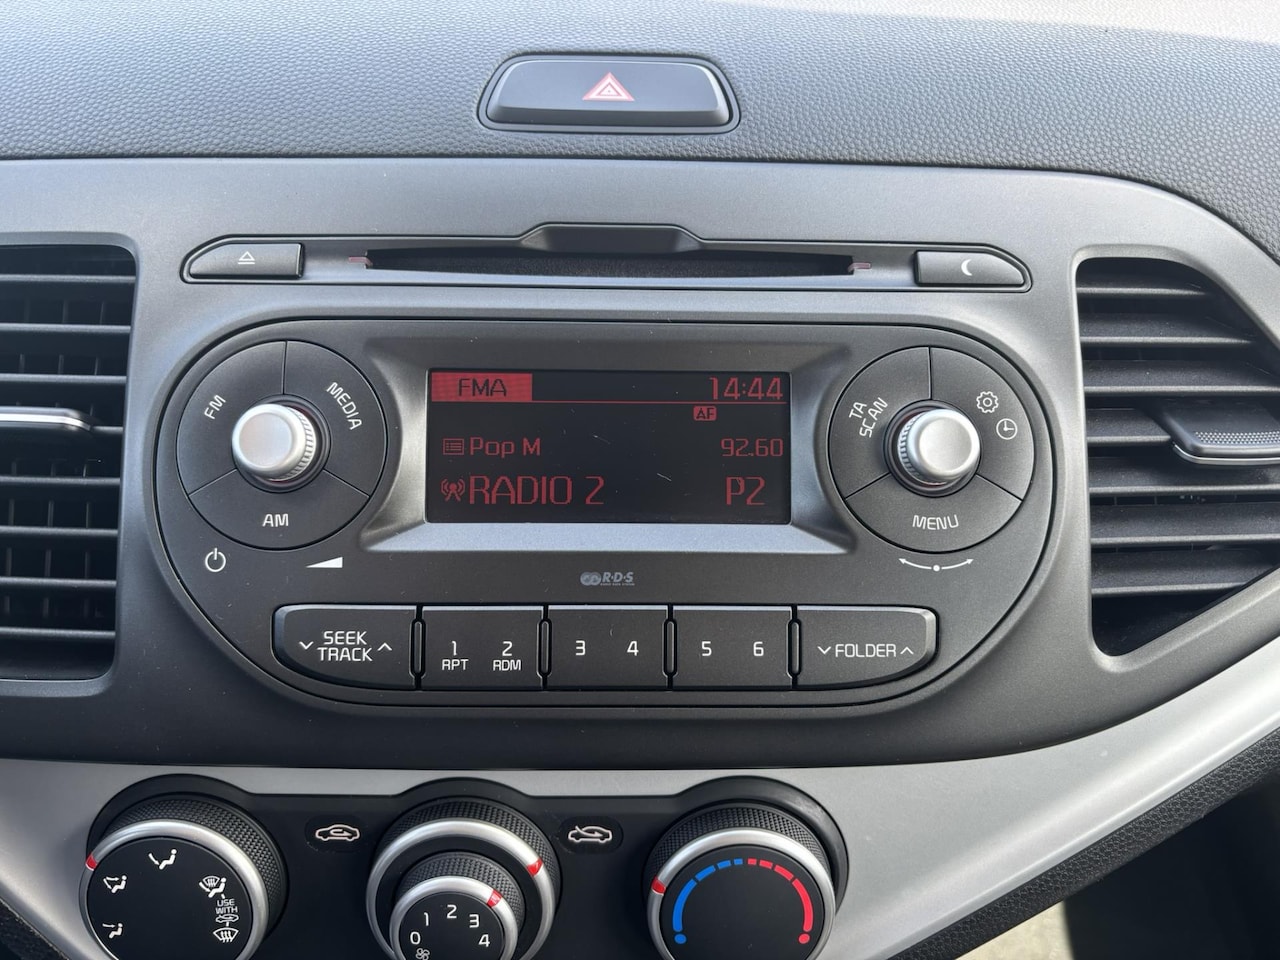 FMA 14:44
AF
Pop M 92.60
RADIO 2 P2
FM
MEDIA
AM
TA
SCAN
MENU
R·D·S
SEEK
TRACK
1
RPT
2
RDM
3 4
5 6
FOLDER
USE
WITH
0 1 2 3 4